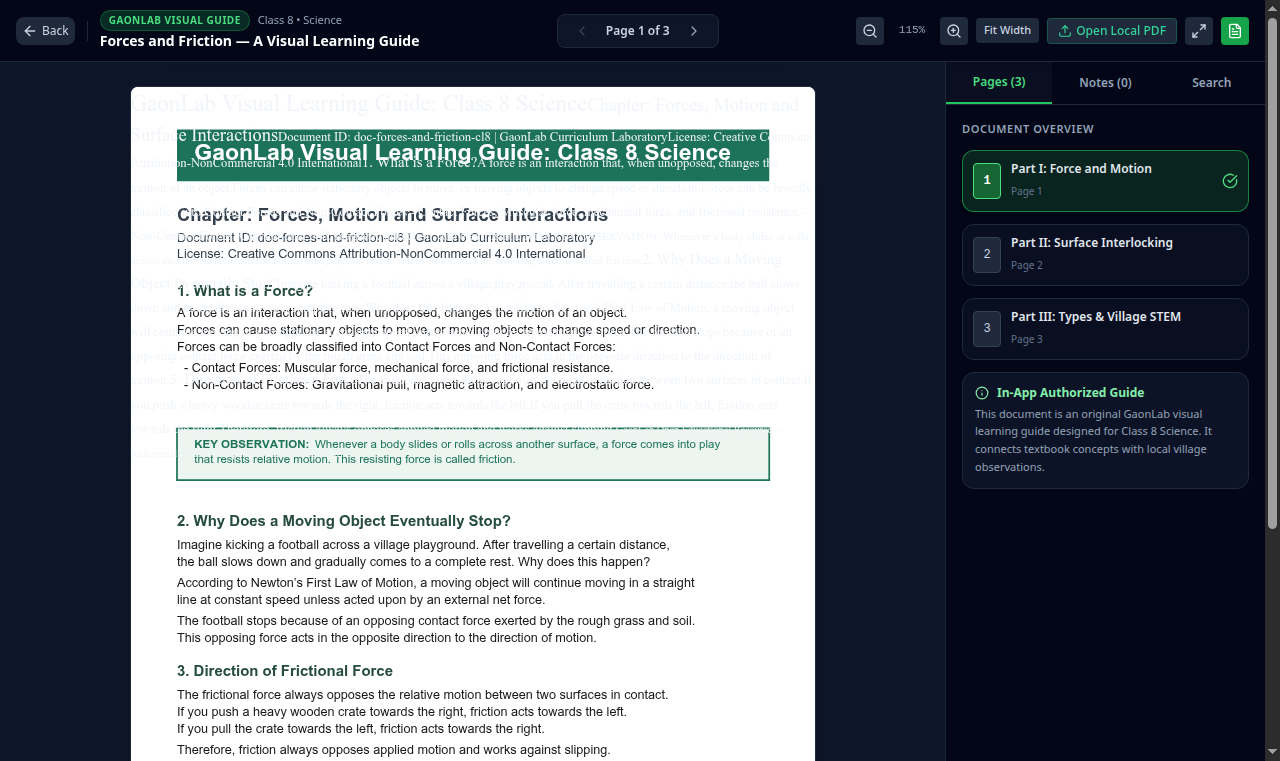 Back
GAONLAB VISUAL GUIDE
Class 8 • Science
Forces and Friction — A Visual Learning Guide
Page 1 of 3
115%
Fit Width
Open Local PDF
GaonLab Visual Learning Guide: Class 8 Science
Chapter: Forces, Motion and Surface Interactions
Document ID: doc-forces-and-friction-cl8 | GaonLab Curriculum Laboratory
License: Creative Commons Attribution-NonCommercial 4.0 International
1. What is a Force?
A force is an interaction that, when unopposed, changes the motion of an object.
Forces can cause stationary objects to move, or moving objects to change speed or direction.
Forces can be broadly classified into Contact Forces and Non-Contact Forces:
- Contact Forces: Muscular force, mechanical force, and frictional resistance.
- Non-Contact Forces: Gravitational pull, magnetic attraction, and electrostatic force.
KEY OBSERVATION: Whenever a body slides or rolls across another surface, a force comes into play
that resists relative motion. This resisting force is called friction.
2. Why Does a Moving Object Eventually Stop?
Imagine kicking a football across a village playground. After travelling a certain distance,
the ball slows down and gradually comes to a complete rest. Why does this happen?
According to Newton's First Law of Motion, a moving object will continue moving in a straight
line at constant speed unless acted upon by an external net force.
The football stops because of an opposing contact force exerted by the rough grass and soil.
This opposing force acts in the opposite direction to the direction of motion.
3. Direction of Frictional Force
The frictional force always opposes the relative motion between two surfaces in contact.
If you push a heavy wooden crate towards the right, friction acts towards the left.
If you pull the crate towards the left, friction acts towards the right.
Therefore, friction always opposes applied motion and works against slipping.
Pages (3)
Notes (0)
Search
DOCUMENT OVERVIEW
1
Part I: Force and Motion
Page 1
2
Part II: Surface Interlocking
Page 2
3
Part III: Types & Village STEM
Page 3
In-App Authorized Guide
This document is an original GaonLab visual
learning guide designed for Class 8 Science. It
connects textbook concepts with local village
observations.